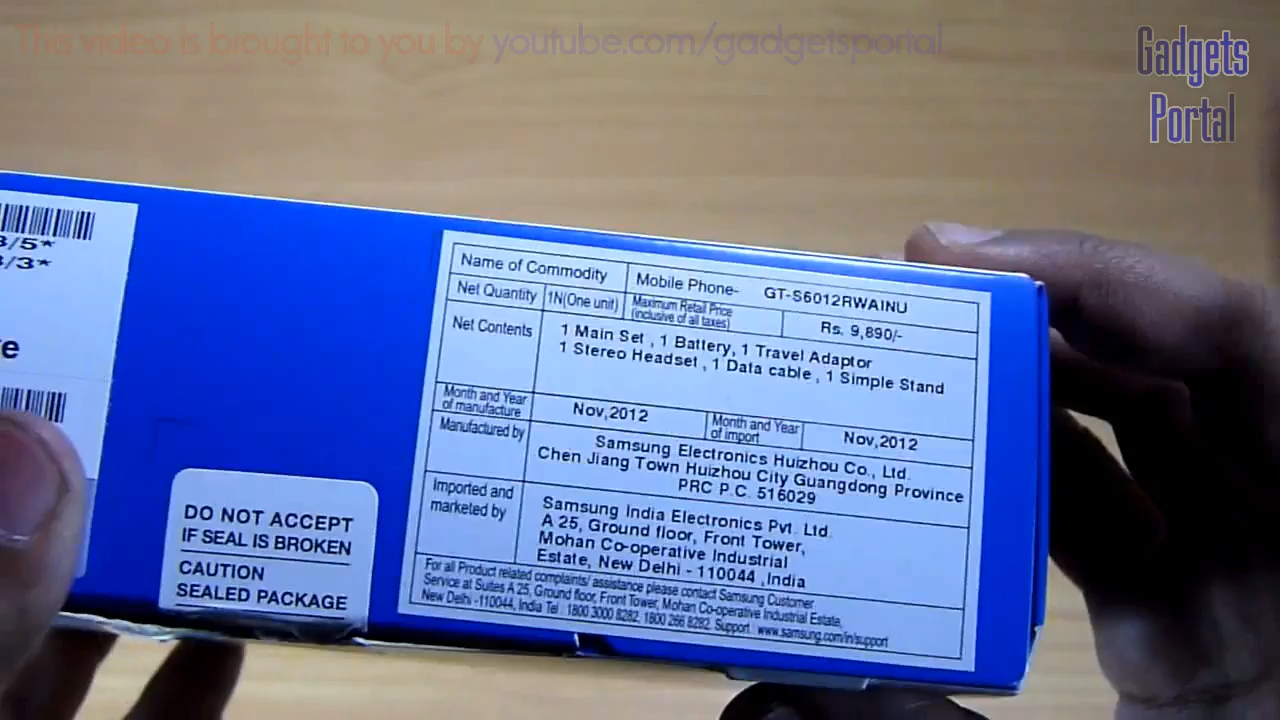 This video is brought to you by youtube.com/gadgetsportal
Gadgets
Portal
3/5*
/3*
e
DO NOT ACCEPT
IF SEAL IS BROKEN
CAUTION
SEALED PACKAGE
Name of Commodity Mobile Phone- GT-S6012RWAINU
Net Quantity 1N(One unit) Maximum Retail Price (inclusive of all taxes) Rs. 9,890/-
Net Contents 1 Main Set , 1 Battery, 1 Travel Adaptor
1 Stereo Headset , 1 Data cable , 1 Simple Stand
Month and Year of manufacture Nov,2012 Month and Year of import Nov,2012
Manufactured by Samsung Electronics Huizhou Co., Ltd.
Chen Jiang Town Huizhou City Guangdong Province
PRC P.C. 516029
Imported and marketed by Samsung India Electronics Pvt. Ltd.
A 25, Ground floor, Front Tower,
Mohan Co-operative Industrial
Estate, New Delhi - 110044 ,India
For all Product related complaints/ assistance please contact Samsung Customer
Service at Suites A 25, Ground floor, Front Tower, Mohan Co-operative Industrial Estate,
New Delhi -110044, India Tel : 1800 3000 8282, 1800 266 8282. Support : www.samsung.com/in/support